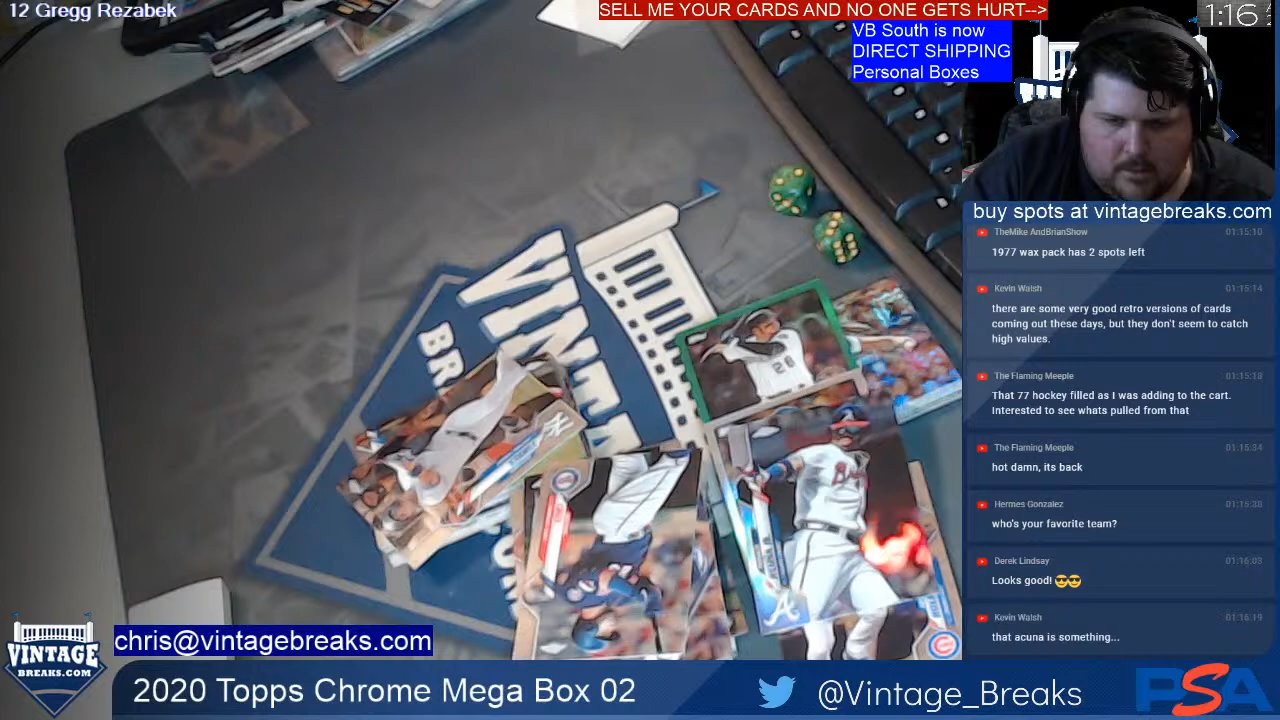 12 Gregg Rezabek
SELL ME YOUR CARDS AND NO ONE GETS HURT-->
1:16
VB South is now
DIRECT SHIPPING
Personal Boxes
buy spots at vintagebreaks.com
TheMike AndBrianShow 01:15:10
1977 wax pack has 2 spots left
Kevin Walsh 01:15:14
there are some very good retro versions of cards
coming out these days, but they don't seem to catch
high values.
The Flaming Meeple 01:15:18
That 77 hockey filled as I was adding to the cart.
Interested to see whats pulled from that
The Flaming Meeple 01:15:34
hot damn, its back
Hermes Gonzalez 01:15:38
who's your favorite team?
Derek Lindsay 01:16:03
Looks good! 😎😎
Kevin Walsh 01:16:19
that acuna is something...
VINTA
BR
26
VINTAGE
BREAKS.COM
chris@vintagebreaks.com
2020 Topps Chrome Mega Box 02
@Vintage_Breaks
PSA